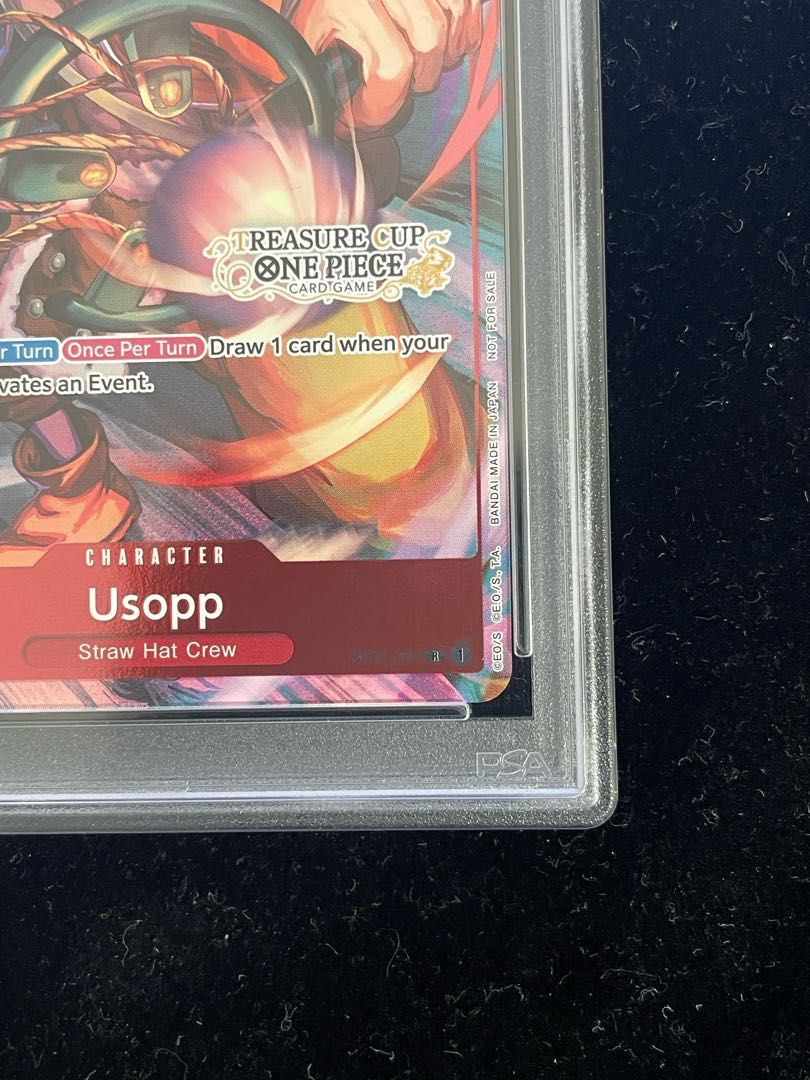 TREASURE CUP
ONE PIECE
CARD GAME
r Turn Once Per Turn Draw 1 card when your
vates an Event.
CHARACTER
Usopp
Straw Hat Crew
R 1
©EO/S ©E.O./S., T.A. BANDAI MADE IN JAPAN NOT FOR SALE
PSA